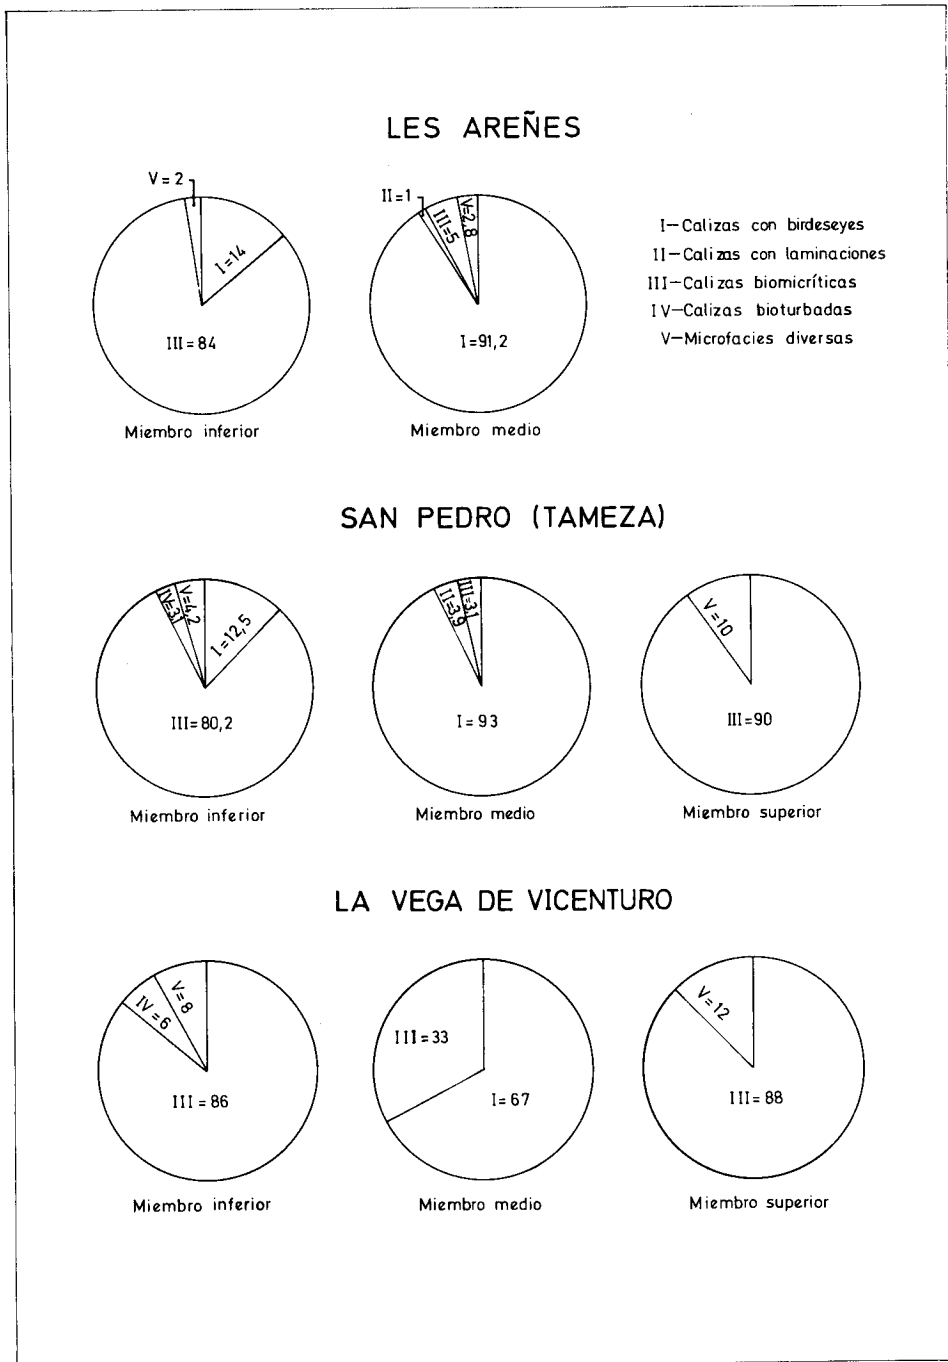 LES AREÑES
V=2
I=14
III=84
Miembro inferior
II=1
III=5
V=2,8
I=91,2
Miembro medio
I-Calizas con birdeseyes
II-Calizas con laminaciones
III-Calizas biomicríticas
IV-Calizas bioturbadas
V-Microfacies diversas
SAN PEDRO (TAMEZA)
IV=3,1
V=4,2
I=12,5
III=80,2
Miembro inferior
II=3,9
III=3,1
I=93
Miembro medio
V=10
III=90
Miembro superior
LA VEGA DE VICENTURO
IV=6
V=8
III=86
Miembro inferior
III=33
I=67
Miembro medio
V=12
III=88
Miembro superior